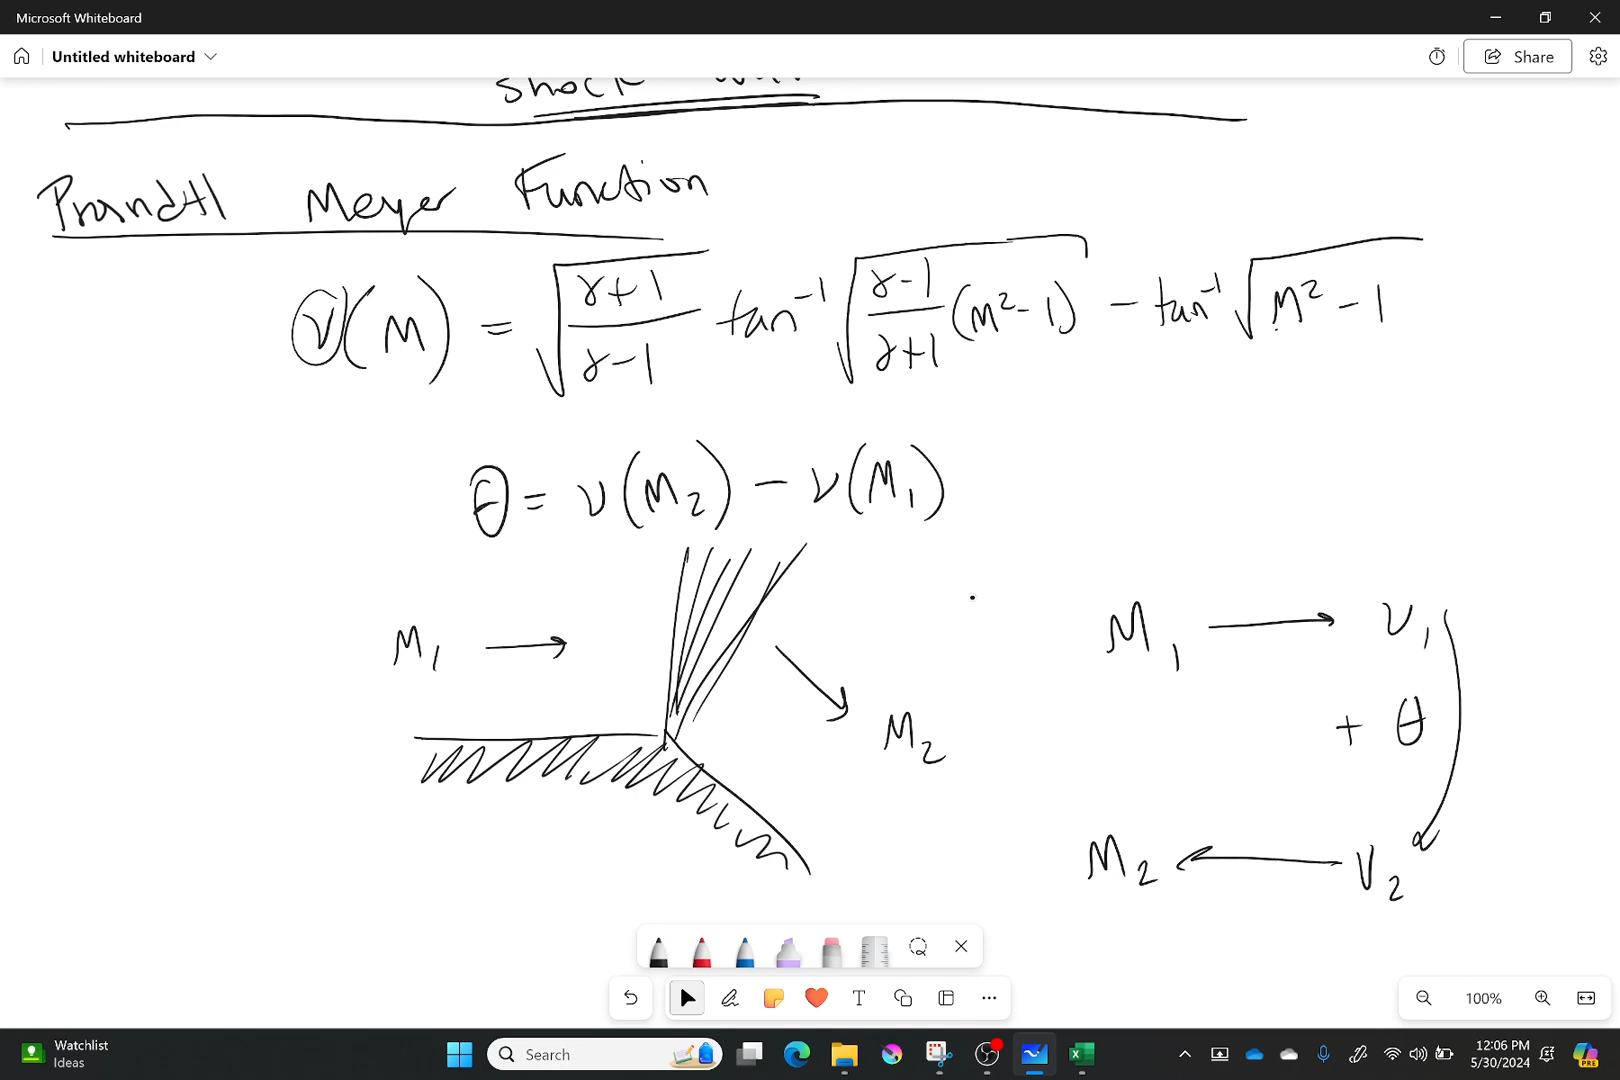 Microsoft Whiteboard
Untitled whiteboard
Share
Shock
Prandtl Meyer Function
ν(M) = √((γ+1)/(γ-1)) tan⁻¹ √((γ-1)/(γ+1) (M²-1)) - tan⁻¹ √(M²-1)
θ = ν(M₂) - ν(M₁)
M₁ →
M₂
M₁ → ν₁
+ θ
M₂ ← ν₂
100%
Watchlist
Ideas
Search
12:06 PM
5/30/2024
PRE